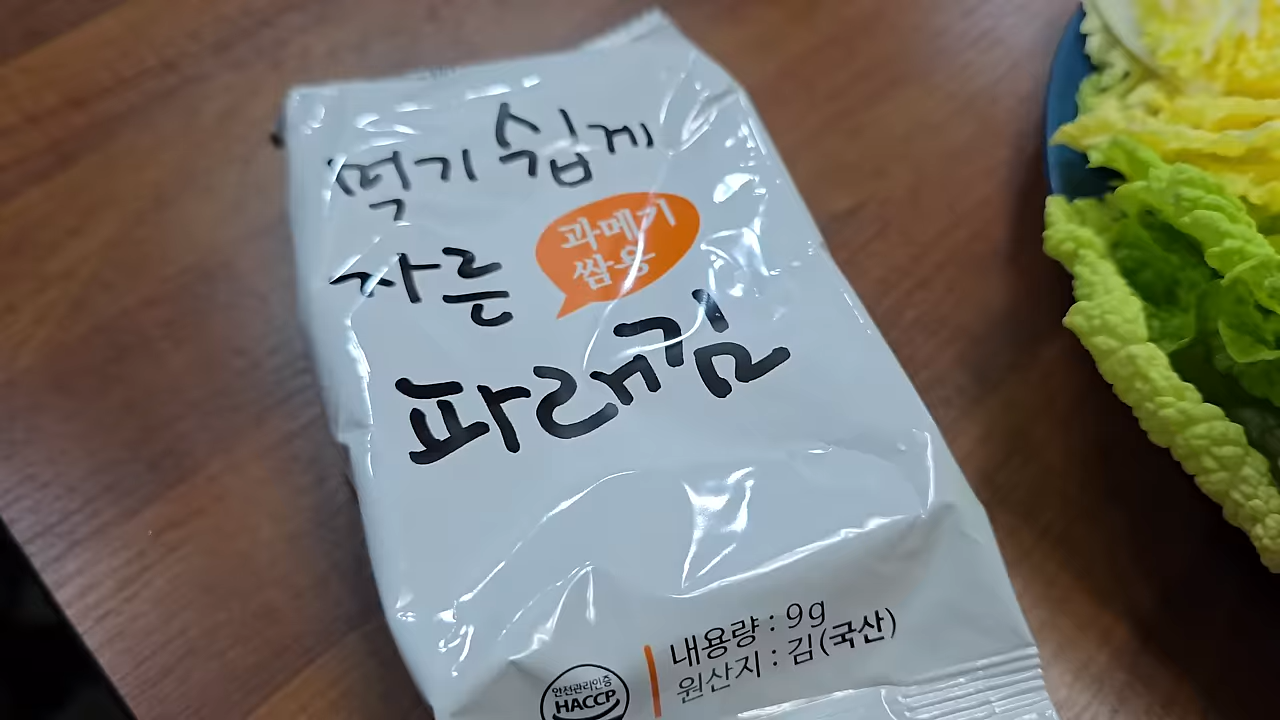 먹기 쉽게
자른
과메기
쌈용
파래김
내용량 : 9g
원산지 : 김(국산)
안전관리인증
HACCP